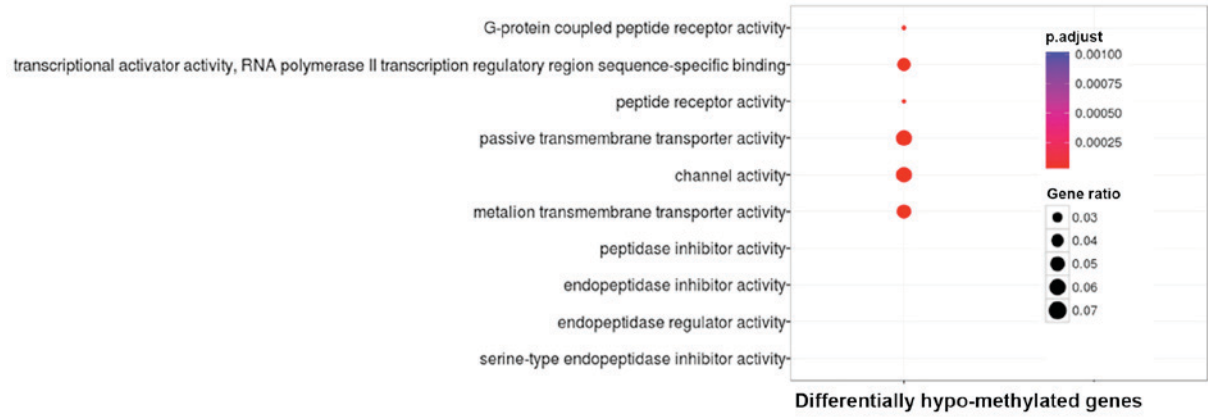 G-protein coupled peptide receptor activity
transcriptional activator activity, RNA polymerase II transcription regulatory region sequence-specific binding
peptide receptor activity
passive transmembrane transporter activity
channel activity
metalion transmembrane transporter activity
peptidase inhibitor activity
endopeptidase inhibitor activity
endopeptidase regulator activity
serine-type endopeptidase inhibitor activity
p.adjust
0.00100
0.00075
0.00050
0.00025
Gene ratio
0.03
0.04
0.05
0.06
0.07
Differentially hypo-methylated genes